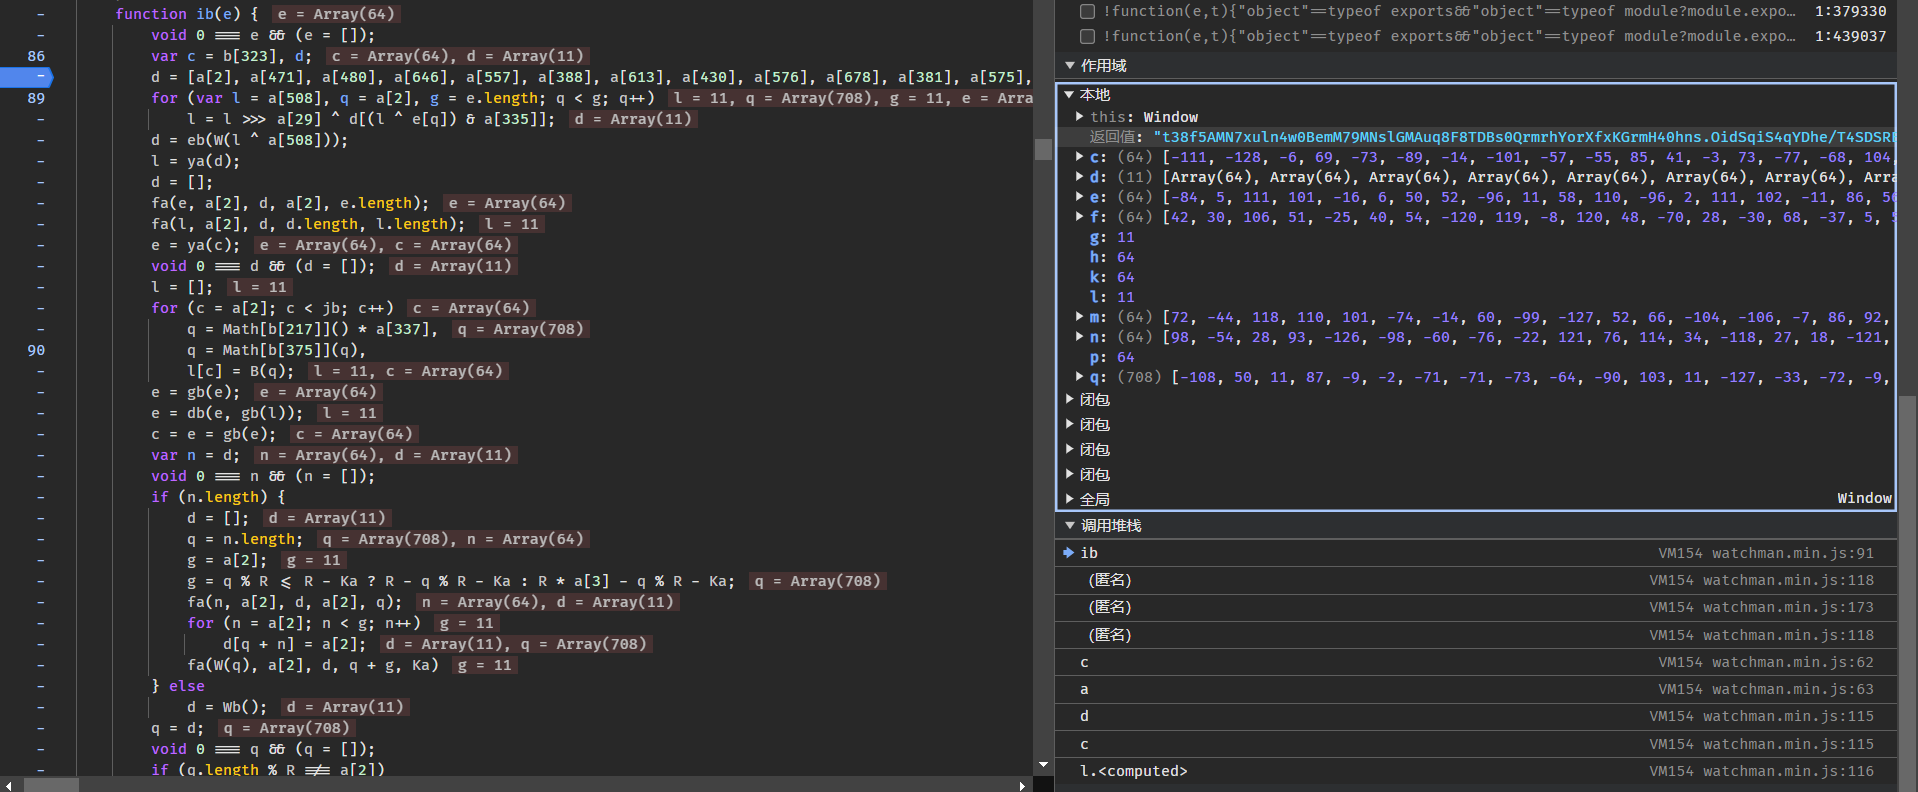 function ib(e) { e = Array(64)
void 0 === e && (e = []);
86 var c = b[323], d; c = Array(64), d = Array(11)
d = [a[2], a[471], a[480], a[646], a[557], a[388], a[613], a[430], a[576], a[678], a[381], a[575],
89 for (var l = a[508], q = a[2], g = e.length; q < g; q++) l = 11, q = Array(708), g = 11, e = Arra
l = l >>> a[29] ^ d[(l ^ e[q]) & a[335]]; d = Array(11)
d = eb(W(l ^ a[508]));
l = ya(d);
d = [];
fa(e, a[2], d, a[2], e.length); e = Array(64)
fa(l, a[2], d, d.length, l.length); l = 11
e = ya(c); e = Array(64), c = Array(64)
void 0 === d && (d = []); d = Array(11)
l = []; l = 11
for (c = a[2]; c < jb; c++) c = Array(64)
q = Math[b[217]]() * a[337], q = Array(708)
90 q = Math[b[375]](q),
l[c] = B(q); l = 11, c = Array(64)
e = gb(e); e = Array(64)
e = db(e, gb(l)); l = 11
c = e = gb(e); c = Array(64)
var n = d; n = Array(64), d = Array(11)
void 0 === n && (n = []);
if (n.length) {
d = []; d = Array(11)
q = n.length; q = Array(708), n = Array(64)
g = a[2]; g = 11
g = q % R <= R - Ka ? R - q % R - Ka : R * a[3] - q % R - Ka; q = Array(708)
fa(n, a[2], d, a[2], q); n = Array(64), d = Array(11)
for (n = a[2]; n < g; n++) g = 11
d[q + n] = a[2]; d = Array(11), q = Array(708)
fa(W(q), a[2], d, q + g, Ka) g = 11
} else
d = Wb(); d = Array(11)
q = d; q = Array(708)
void 0 === q && (q = []);
if (q.length % R !== a[2])
!function(e,t){"object"==typeof exports&&"object"==typeof module?module.expo… 1:379330
!function(e,t){"object"==typeof exports&&"object"==typeof module?module.expo… 1:439037
作用域
本地
this: Window
返回值: "t38f5AMN7xuln4w0BemM79MNslGMAuq8F8TDBs0QrmrhYorXfxKGrmH40hns.OidSqiS4qYDhe/T4SDSR
c: (64) [-111, -128, -6, 69, -73, -89, -14, -101, -57, -55, 85, 41, -3, 73, -77, -68, 104,
d: (11) [Array(64), Array(64), Array(64), Array(64), Array(64), Array(64), Array(64), Arra
e: (64) [-84, 5, 111, 101, -16, 6, 50, 52, -96, 11, 58, 110, -96, 2, 111, 102, -11, 86, 56
f: (64) [42, 30, 106, 51, -25, 40, 54, -120, 119, -8, 120, 48, -70, 28, -30, 68, -37, 5,
g: 11
h: 64
k: 64
l: 11
m: (64) [72, -44, 118, 110, 101, -74, -14, 60, -99, -127, 52, 66, -104, -106, -7, 86, 92,
n: (64) [98, -54, 28, 93, -126, -98, -60, -76, -22, 121, 76, 114, 34, -118, 27, 18, -121,
p: 64
q: (708) [-108, 50, 11, 87, -9, -2, -71, -71, -73, -64, -90, 103, 11, -127, -33, -72, -9,
闭包
闭包
闭包
闭包
全局 Window
调用堆栈
ib VM154 watchman.min.js:91
(匿名) VM154 watchman.min.js:118
(匿名) VM154 watchman.min.js:173
(匿名) VM154 watchman.min.js:118
c VM154 watchman.min.js:62
a VM154 watchman.min.js:63
d VM154 watchman.min.js:115
c VM154 watchman.min.js:115
l.<computed> VM154 watchman.min.js:116